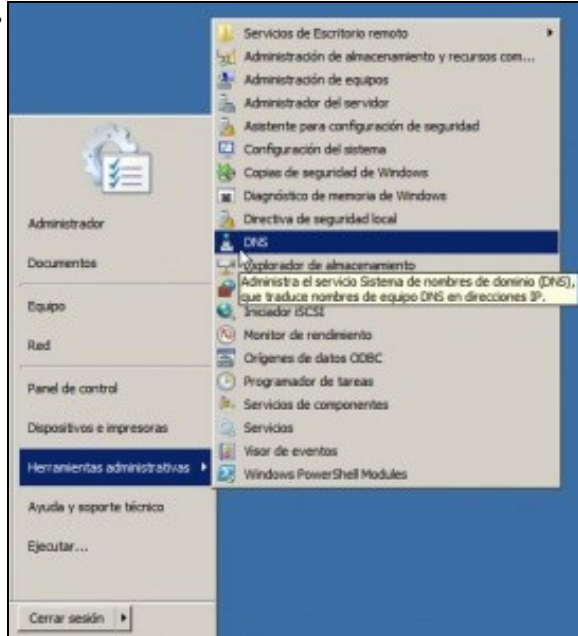 Servicios de Escritorio remoto
Administración de almacenamiento y recursos com...
Administración de equipos
Administrador del servidor
Asistente para configuración de seguridad
Configuración del sistema
Copias de seguridad de Windows
Diagnóstico de memoria de Windows
Directiva de seguridad local
DNS
Explorador de almacenamiento
Administra el servicio Sistema de nombres de dominio (DNS),
que traduce nombres de equipo DNS en direcciones IP.
Iniciador iSCSI
Monitor de rendimiento
Orígenes de datos ODBC
Programador de tareas
Servicios de componentes
Servicios
Visor de eventos
Windows PowerShell Modules
Administrador
Documentos
Equipo
Red
Panel de control
Dispositivos e impresoras
Herramientas administrativas
Ayuda y soporte técnico
Ejecutar...
Cerrar sesión